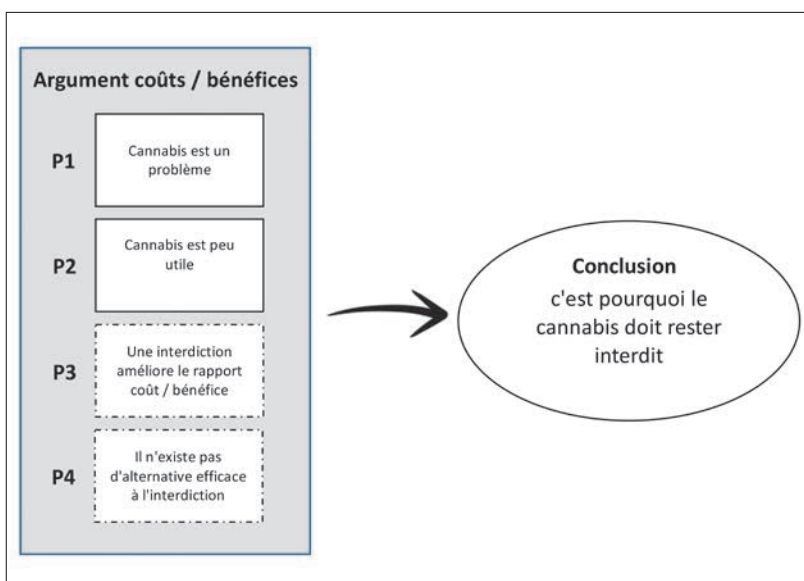 Argument coûts / bénéfices
P1
Cannabis est un
problème
P2
Cannabis est peu
utile
P3
Une interdiction
améliore le rapport
coût / bénéfice
P4
Il n'existe pas
d'alternative efficace
à l'interdiction
Conclusion
c'est pourquoi le
cannabis doit rester
interdit